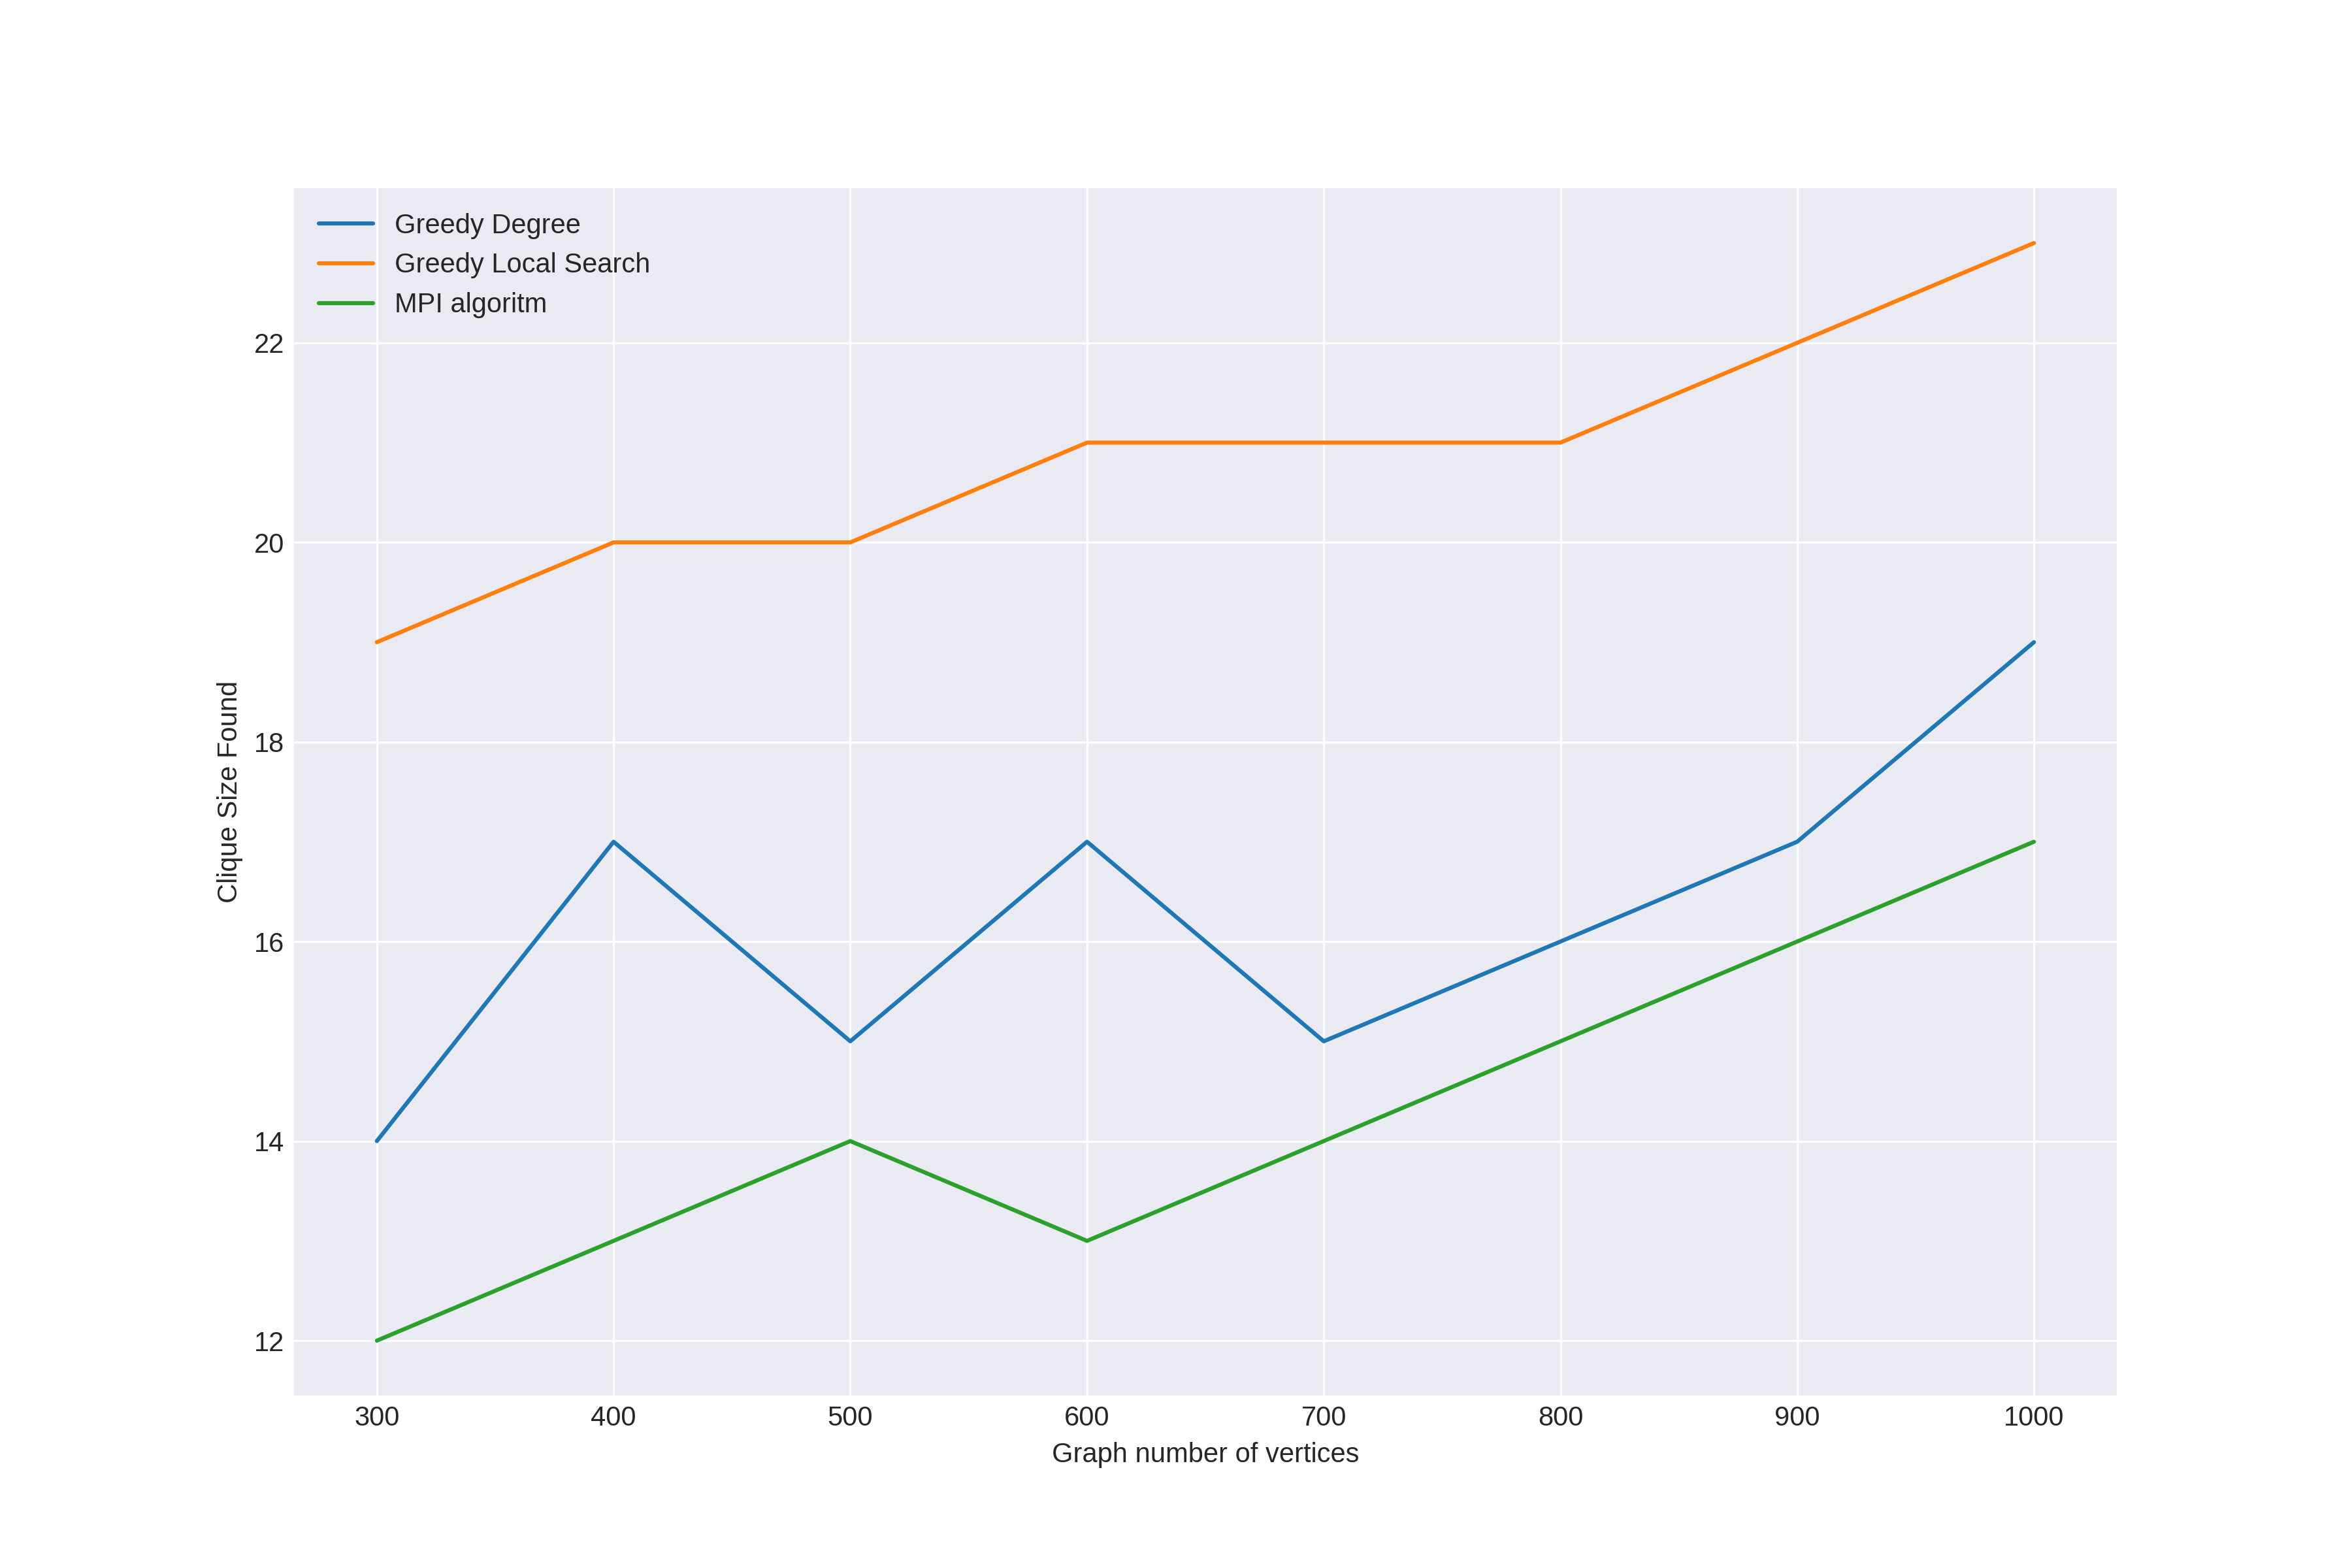 Greedy Degree
Greedy Local Search
MPI algoritm
22
20
18
16
14
12
Clique Size Found
300 400 500 600 700 800 900 1000
Graph number of vertices